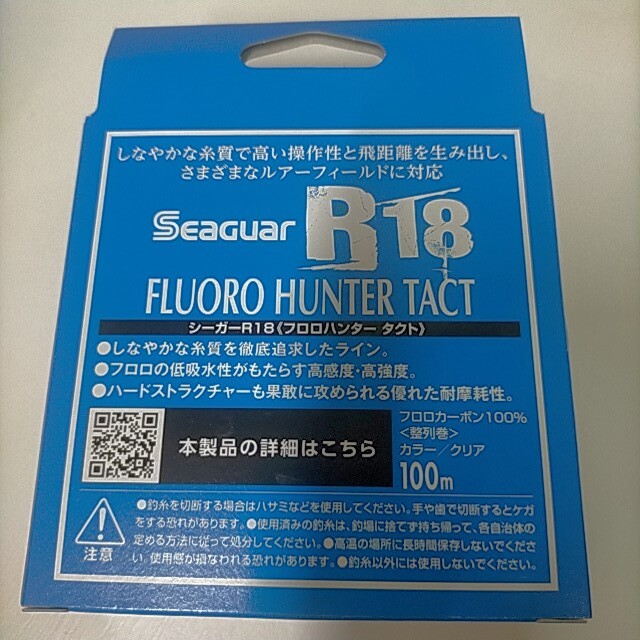 しなやかな糸質で高い操作性と飛距離を生み出し、
さまざまなルアーフィールドに対応
Seaguar R18
FLUORO HUNTER TACT
シーガーR18《フロロハンター タクト》
●しなやかな糸質を徹底追求したライン。
●フロロの低吸水性がもたらす高感度・高強度。
●ハードストラクチャーも果敢に攻められる優れた耐摩耗性。
本製品の詳細はこちら
フロロカーボン100%
<整列巻>
カラー/クリア
100m
注意
●釣糸を切断する場合はハサミなどを使用してください。手や歯で切断するとケガ
をする恐れがあります。●使用済みの釣糸は、釣場に捨てず持ち帰って、各自治体の
定める方法に従って処分してください。●高温の場所に長時間保存しないでくださ
い。使用感が損なわれる恐れがあります。●釣糸以外には使用しないでください。